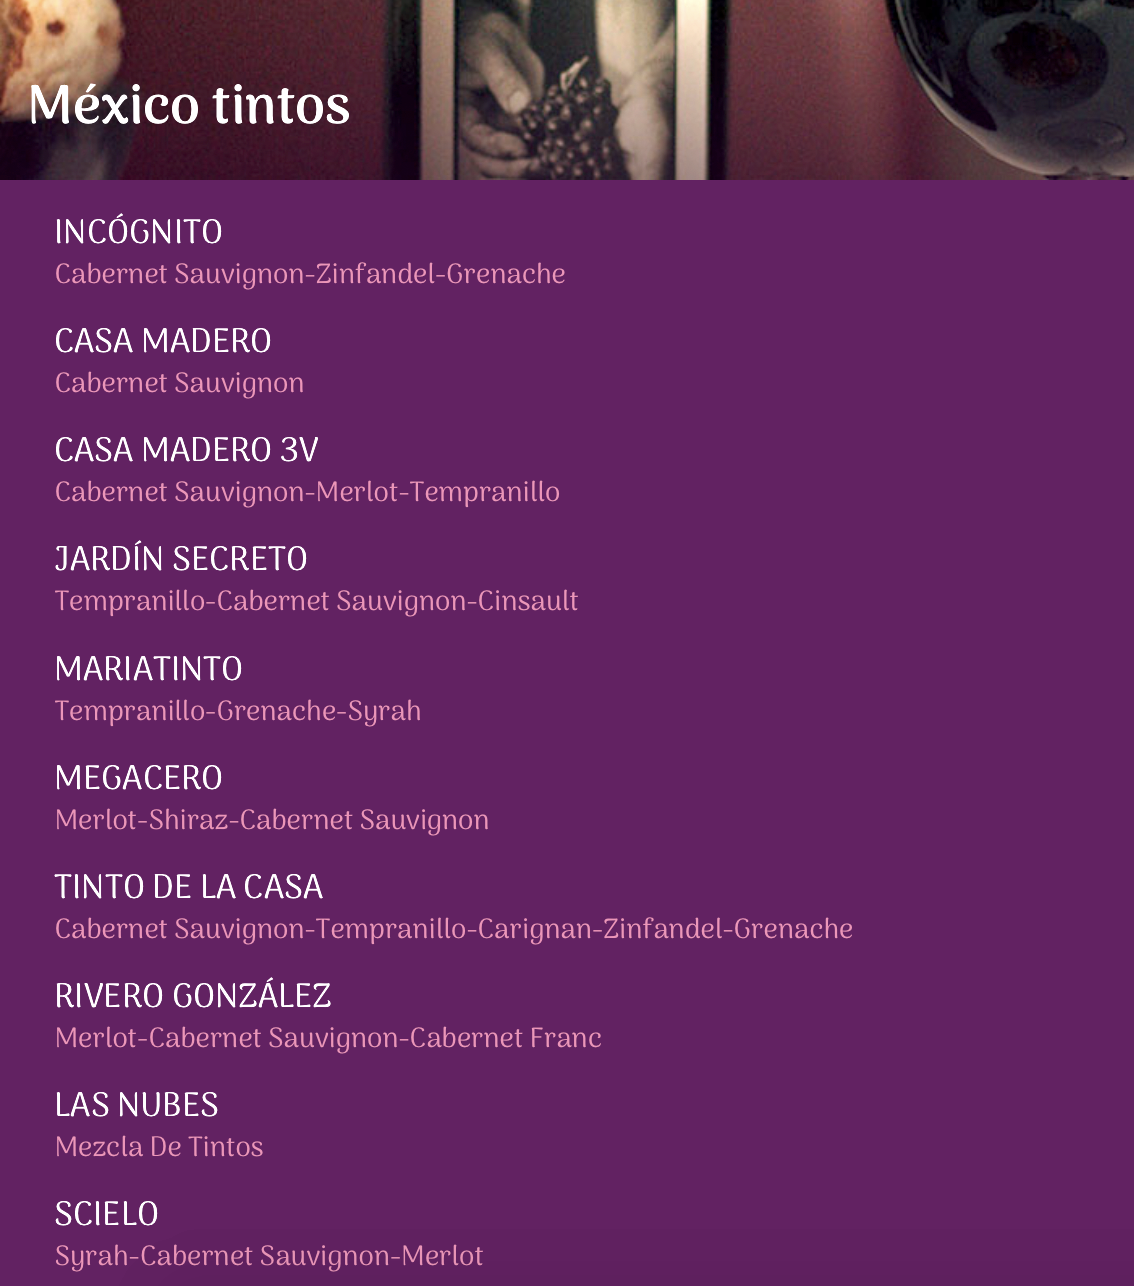 México tintos
INCÓGNITO
Cabernet Sauvignon-Zinfandel-Grenache
CASA MADERO
Cabernet Sauvignon
CASA MADERO 3V
Cabernet Sauvignon-Merlot-Tempranillo
JARDÍN SECRETO
Tempranillo-Cabernet Sauvignon-Cinsault
MARIATINTO
Tempranillo-Grenache-Syrah
MEGACERO
Merlot-Shiraz-Cabernet Sauvignon
TINTO DE LA CASA
Cabernet Sauvignon-Tempranillo-Carignan-Zinfandel-Grenache
RIVERO GONZÁLEZ
Merlot-Cabernet Sauvignon-Cabernet Franc
LAS NUBES
Mezcla De Tintos
SCIELO
Syrah-Cabernet Sauvignon-Merlot